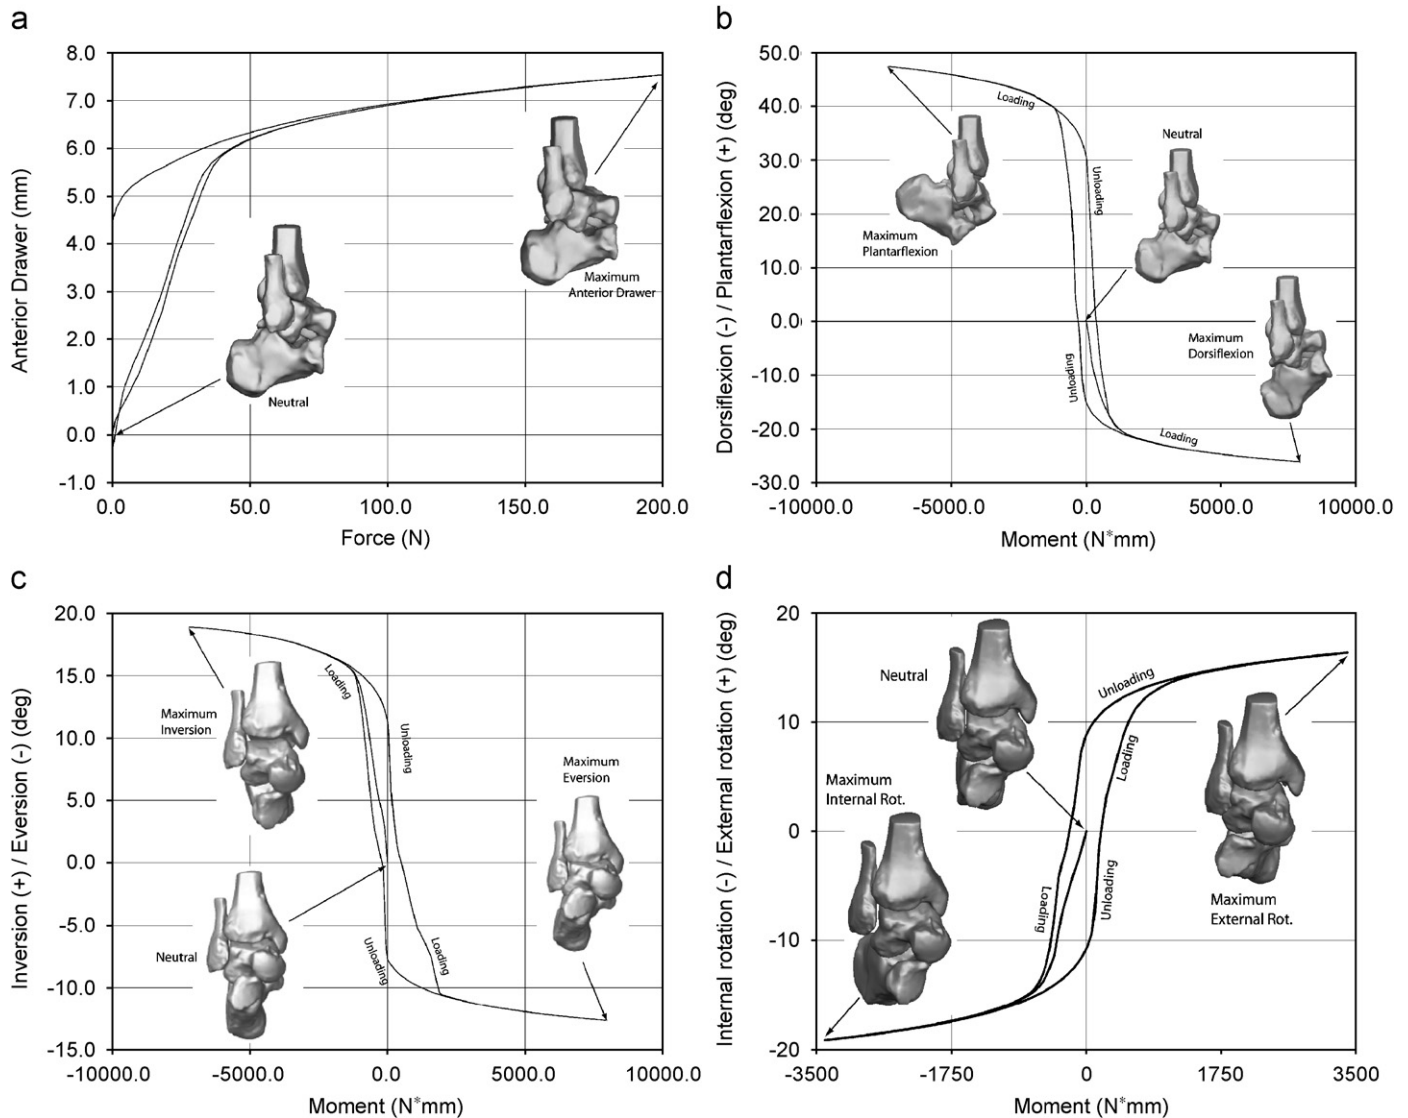 a
8.0
7.0
6.0
5.0
4.0
3.0
2.0
1.0
0.0
-1.0
0.0
50.0
100.0
150.0
200.0
Anterior Drawer (mm)
Force (N)
Neutral
Maximum
Anterior Drawer
b
50.0
40.0
30.0
20.0
10.0
0.0
-10.0
-20.0
-30.0
-10000.0
-5000.0
0.0
5000.0
10000.0
Dorsiflexion (-) / Plantarflexion (+) (deg)
Moment (N*mm)
Loading
Unloading
Neutral
Maximum
Plantarflexion
Maximum
Dorsiflexion
Unloading
Loading
c
20.0
15.0
10.0
5.0
0.0
-5.0
-10.0
-15.0
-10000.0
-5000.0
0.0
5000.0
10000.0
Inversion (+) / Eversion (-) (deg)
Moment (N*mm)
Loading
Maximum
Inversion
Unloading
Maximum
Eversion
Neutral
Unloading
Loading
d
20
10
0
-10
-20
-3500
-1750
0
1750
3500
Internal rotation (-) / External rotation (+) (deg)
Moment (N*mm)
Neutral
Unloading
Loading
Maximum
Internal Rot.
Loading
Unloading
Maximum
External Rot.